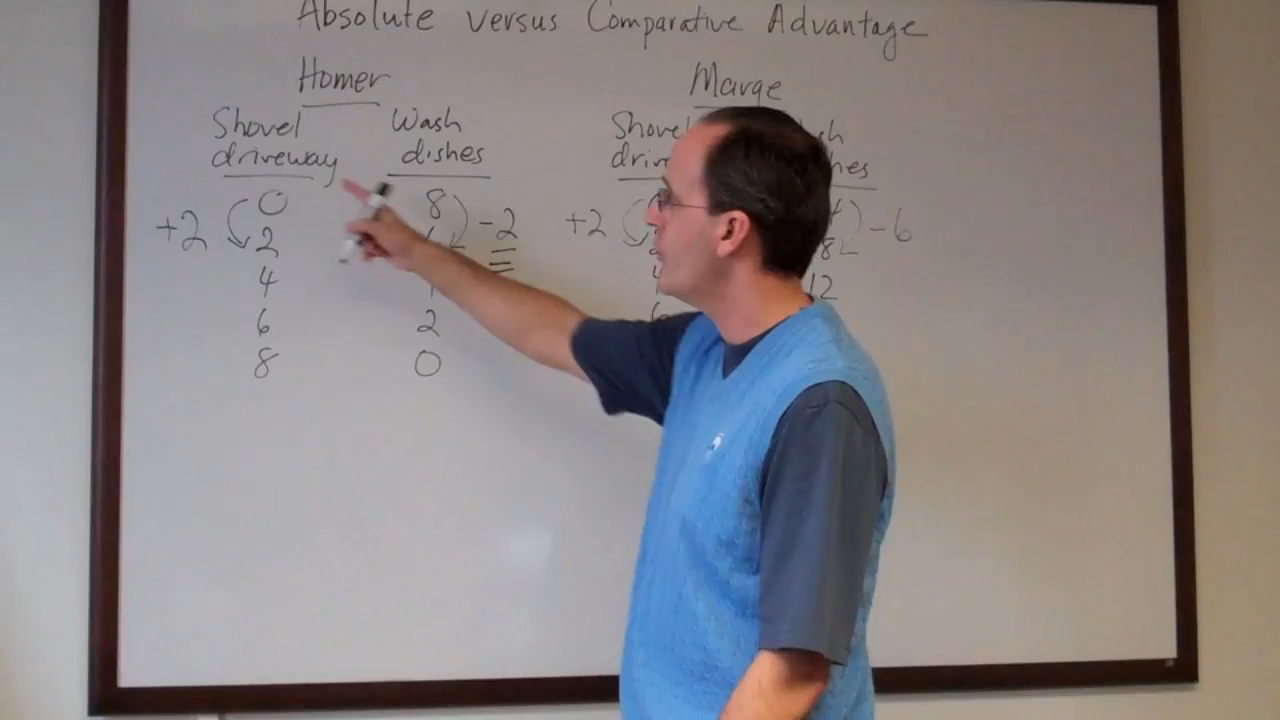 Absolute versus Comparative Advantage
Homer
Marge
Shovel driveway
Wash dishes
0 8
+2 2 -2
4
6 2
8 0
+2 -6
8
12